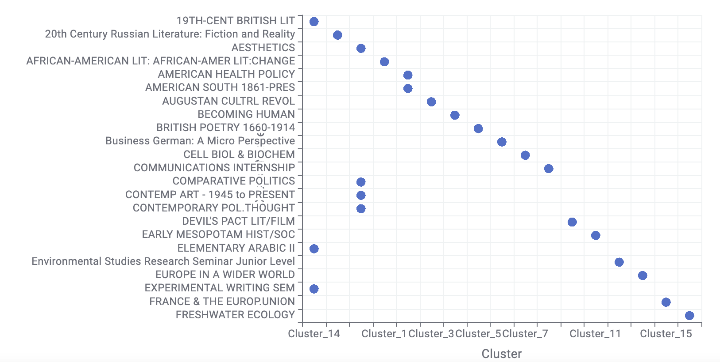 19TH-CENT BRITISH LIT
20th Century Russian Literature: Fiction and Reality
AESTHETICS
AFRICAN-AMERICAN LIT: AFRICAN-AMER LIT:CHANGE
AMERICAN HEALTH POLICY
AMERICAN SOUTH 1861-PRES
AUGUSTAN CULTRL REVOL
BECOMING HUMAN
BRITISH POETRY 1660-1914
Business German: A Micro Perspective
CELL BIOL & BIOCHEM
COMMUNICATIONS INTERNSHIP
COMPARATIVE POLITICS
CONTEMP ART - 1945 to PRESENT
CONTEMPORARY POL.THOUGHT
DEVIL'S PACT LIT/FILM
EARLY MESOPOTAM HIST/SOC
ELEMENTARY ARABIC II
Environmental Studies Research Seminar Junior Level
EUROPE IN A WIDER WORLD
EXPERIMENTAL WRITING SEM
FRANCE & THE EUROP.UNION
FRESHWATER ECOLOGY
Cluster_14 Cluster_1 Cluster_3 Cluster_5 Cluster_7 Cluster_11 Cluster_15
Cluster